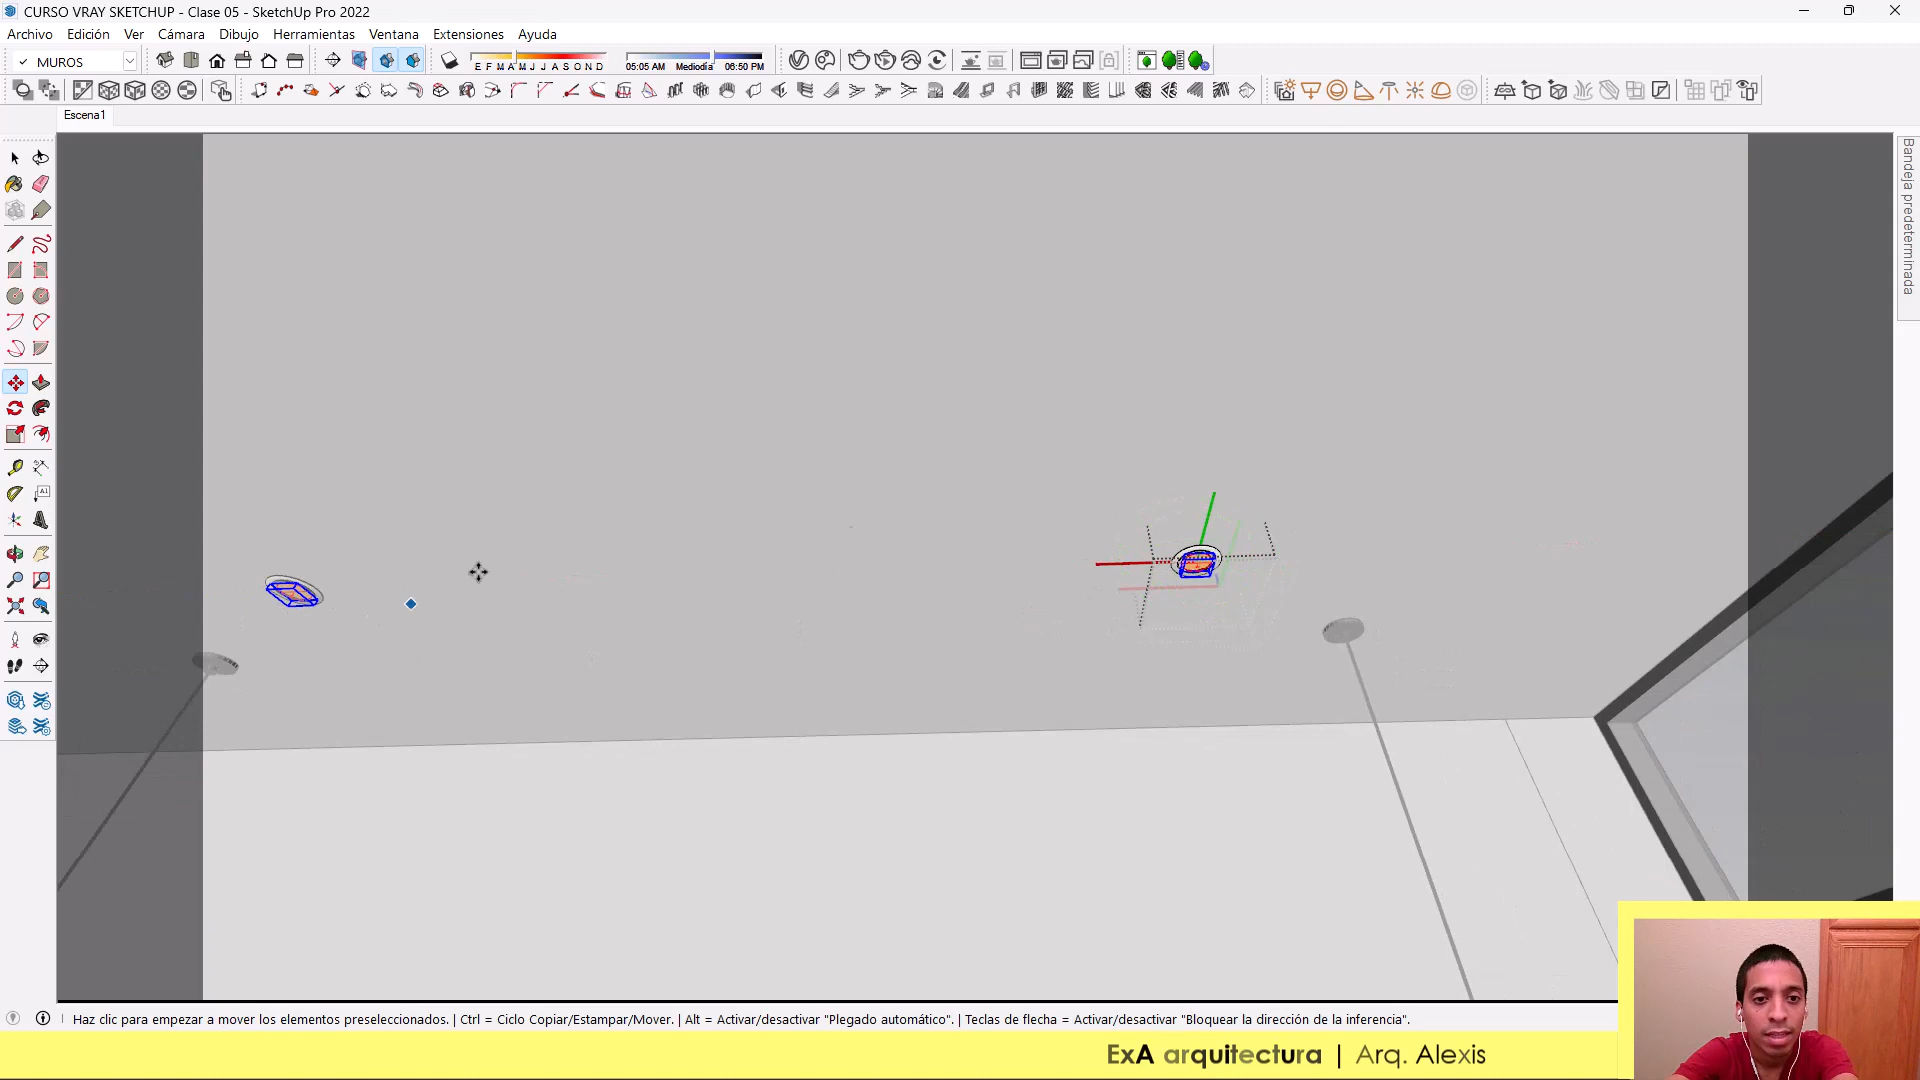 CURSO VRAY SKETCHUP - Clase 05 - SketchUp Pro 2022
Archivo Edición Ver Cámara Dibujo Herramientas Ventana Extensiones Ayuda
✓ MUROS
E F M A M J J A S O N D
05:05 AM Mediodía 06:50 PM
Escena1
Bandeja predeterminada
A1
Haz clic para empezar a mover los elementos preseleccionados. | Ctrl = Ciclo Copiar/Estampar/Mover. | Alt = Activar/desactivar "Plegado automático". | Teclas de flecha = Activar/desactivar "Bloquear la dirección de la inferencia".
ExA arquitectura | Arq. Alexis